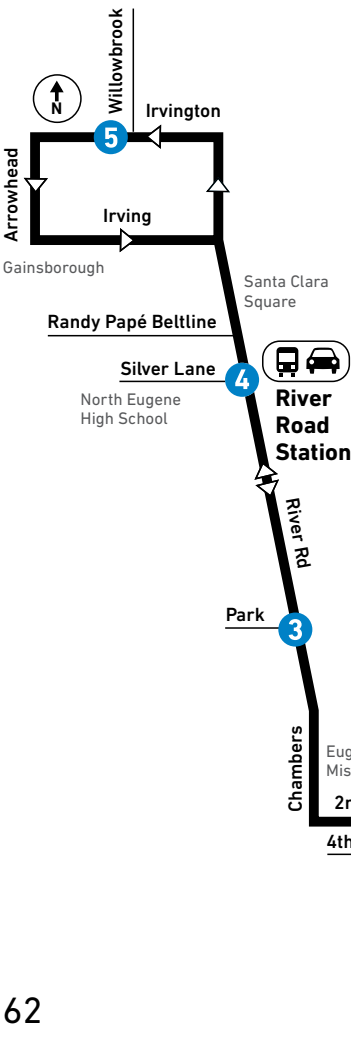 Willowbrook
N
Irvington
5
Arrowhead
Irving
Gainsborough
Santa Clara
Square
Randy Papé Beltline
Silver Lane
4
River
Road
Station
North Eugene
High School
River Rd
Park
3
Chambers
4th
62